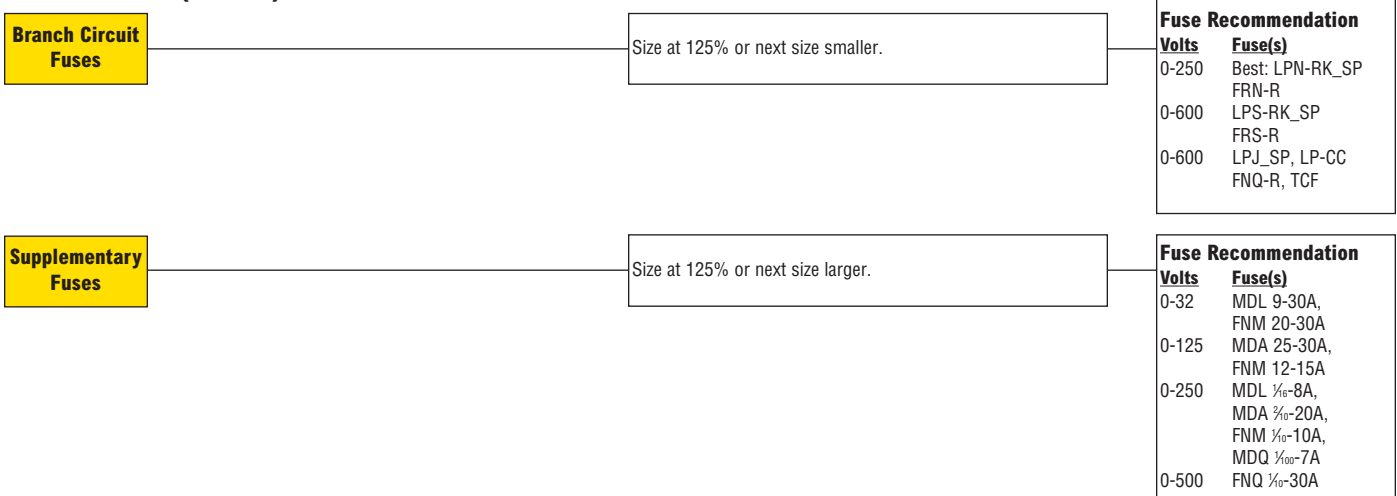 Branch Circuit
Fuses
Size at 125% or next size smaller.
Fuse Recommendation
Volts Fuse(s)
0-250 Best: LPN-RK_SP
FRN-R
0-600 LPS-RK_SP
FRS-R
0-600 LPJ_SP, LP-CC
FNQ-R, TCF
Supplementary
Fuses
Size at 125% or next size larger.
Fuse Recommendation
Volts Fuse(s)
0-32 MDL 9-30A,
FNM 20-30A
0-125 MDA 25-30A,
FNM 12-15A
0-250 MDL 1⁄16-8A,
MDA 2⁄10-20A,
FNM 1⁄10-10A,
MDQ 1⁄100-7A
0-500 FNQ 1⁄10-30A